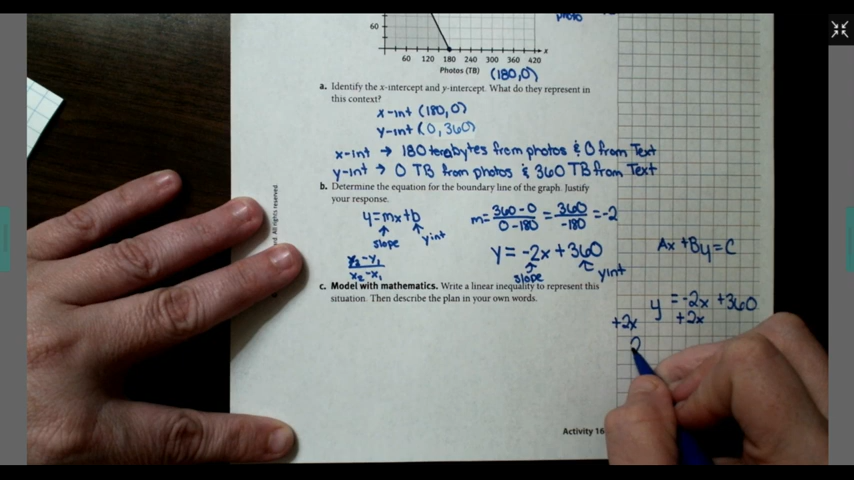 60
x
60 120 180 240 300 360 420
Photos (TB) (180,0)
a. Identify the x-intercept and y-intercept. What do they represent in
this context?
x-int (180,0)
y-int (0,360)
x-int → 180 terabytes from photos & 0 from Text
y-int → 0 TB from photos & 360 TB from Text
b. Determine the equation for the boundary line of the graph. Justify
your response.
y=mx+b
slope
yint
y₂-y₁
x₂-x₁
m= 360-0 / 0-180 = 360 / -180 = -2
y = -2x + 360
slope
yint
c. Model with mathematics. Write a linear inequality to represent this
situation. Then describe the plan in your own words.
Ax + By = C
y = -2x + 360
+2x +2x
2
Activity 16
All rights reserved.